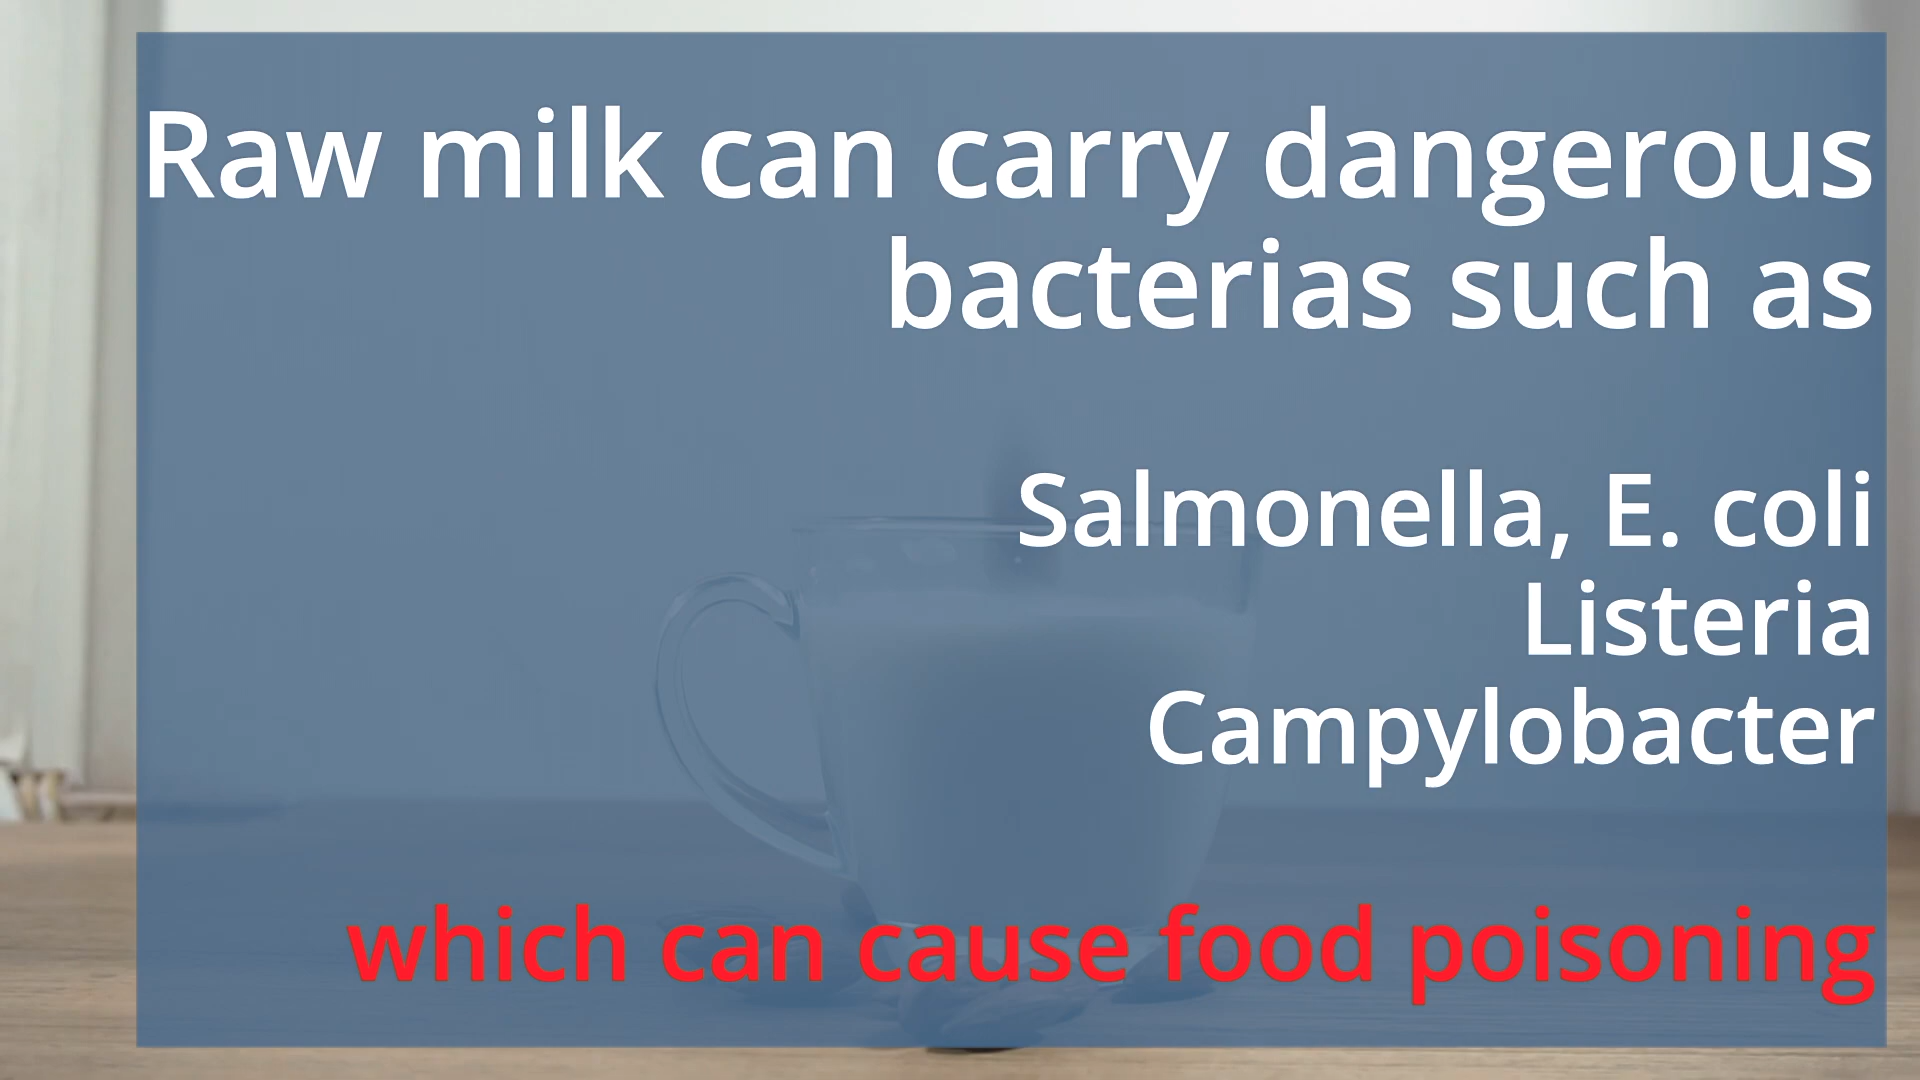 Raw milk can carry dangerous
bacterias such as
Salmonella, E. coli
Listeria
Campylobacter
which can cause food poisoning